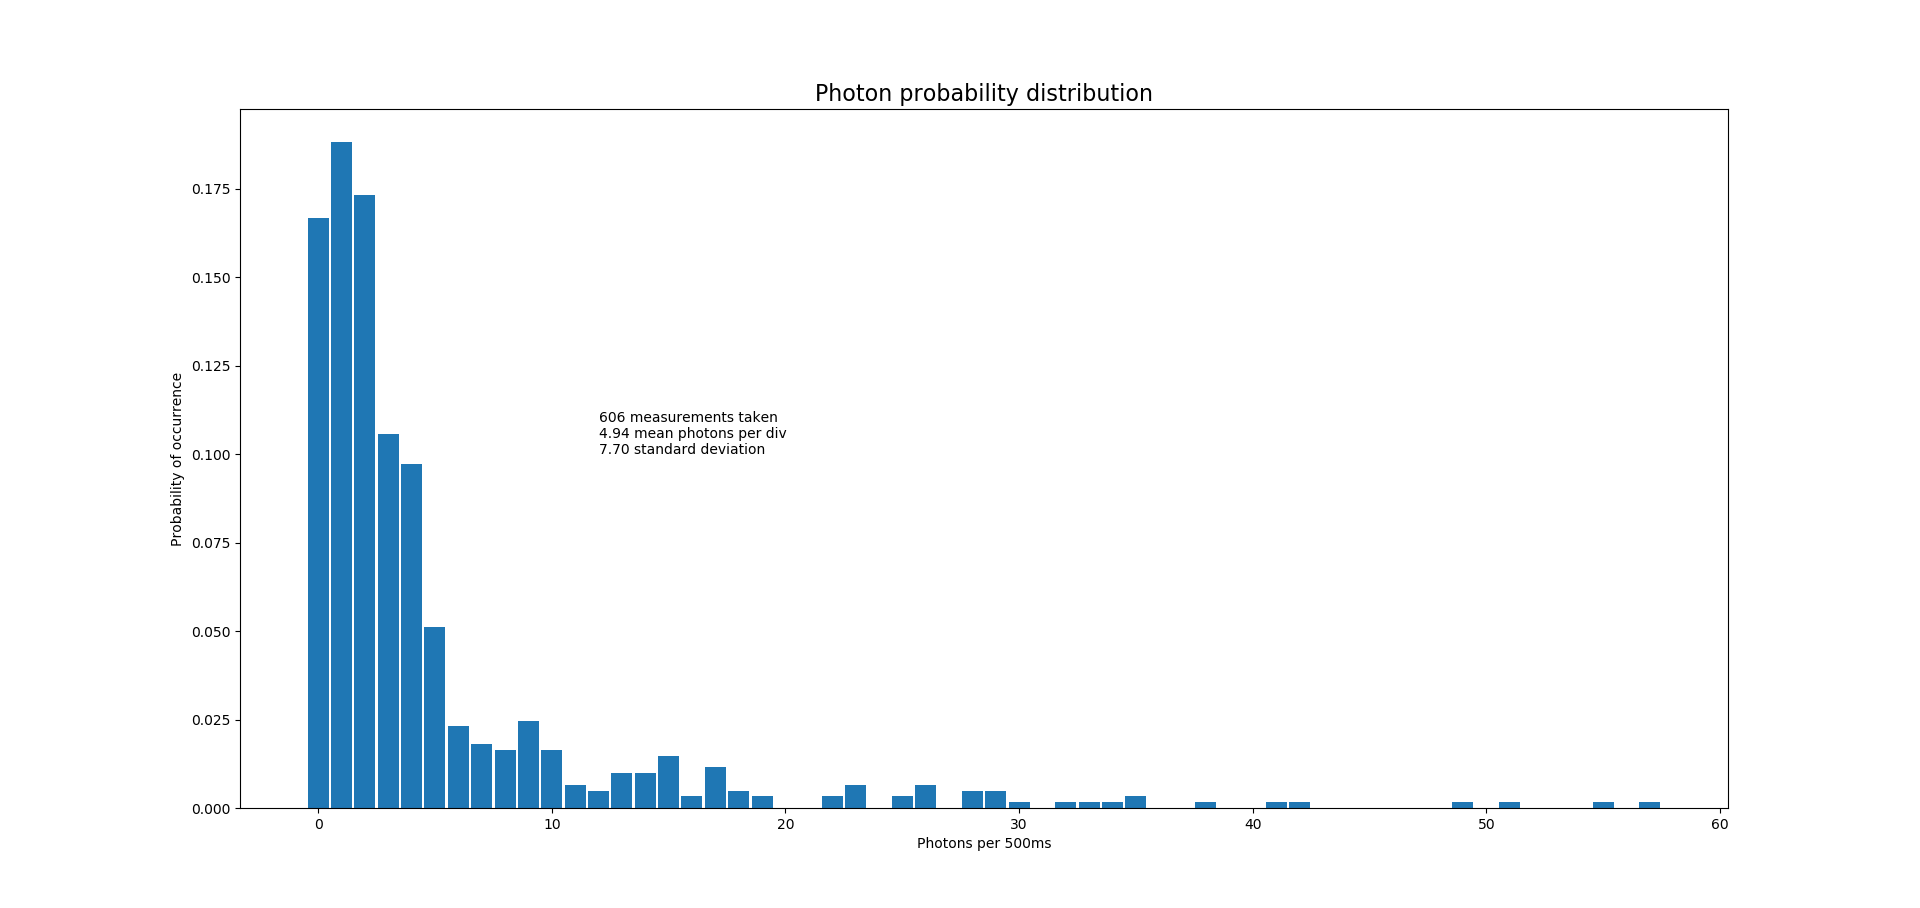 Photon probability distribution
0.175
0.150
0.125
0.100
0.075
0.050
0.025
0.000
Probability of occurrence
606 measurements taken
4.94 mean photons per div
7.70 standard deviation
0 10 20 30 40 50 60
Photons per 500ms